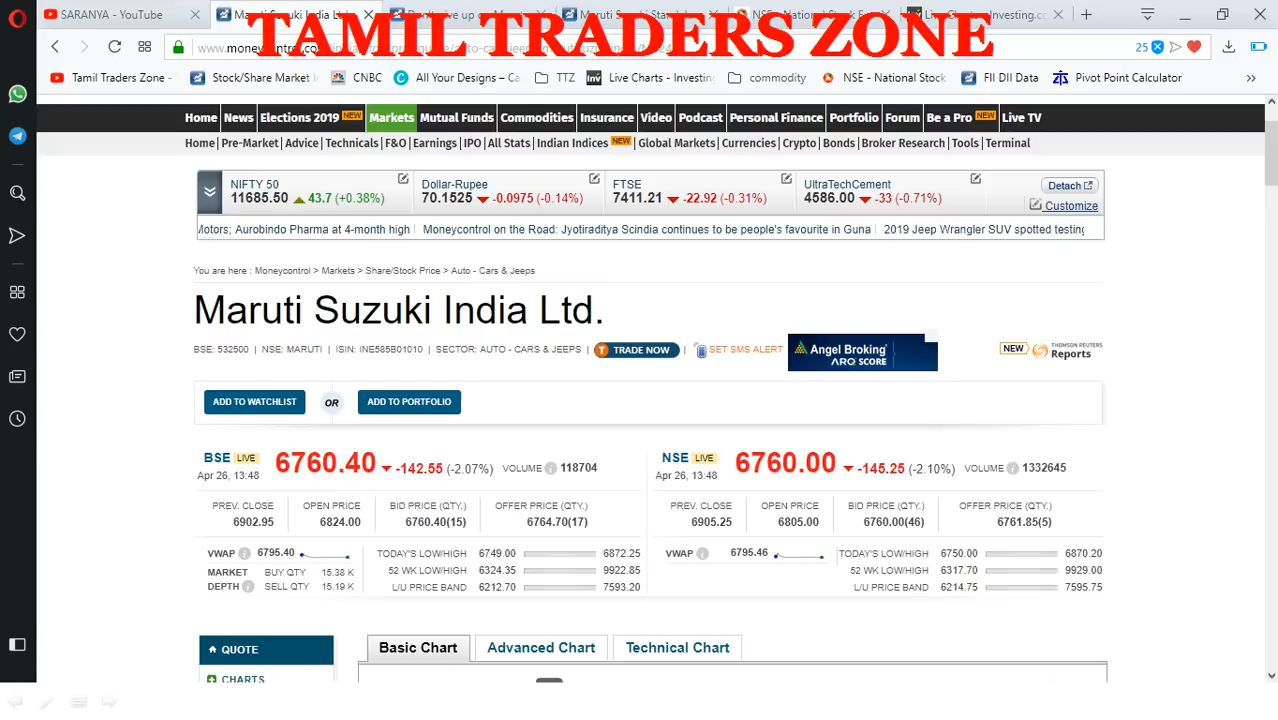 SARANYA - YouTube
Maruti Suzuki India Ltd.
TAMIL TRADERS ZONE
25
Tamil Traders Zone - Stock/Share Market CNBC All Your Designs - Ca TTZ Live Charts - Investing commodity NSE - National Stock FII DII Data Pivot Point Calculator
Home News Elections 2019 NEW Markets Mutual Funds Commodities Insurance Video Podcast Personal Finance Portfolio Forum Be a Pro NEW Live TV
Home Pre-Market Advice Technicals F&O Earnings IPO All Stats Indian Indices NEW Global Markets Currencies Crypto Bonds Broker Research Tools Terminal
NIFTY 50 Dollar-Rupee FTSE UltraTechCement Detach
11685.50 43.7 (+0.38%) 70.1525 -0.0975 (-0.14%) 7411.21 -22.92 (-0.31%) 4586.00 -33 (-0.71%) Customize
Motors; Aurobindo Pharma at 4-month high Moneycontrol on the Road: Jyotiraditya Scindia continues to be people's favourite in Guna 2019 Jeep Wrangler SUV spotted testing
You are here : Moneycontrol > Markets > Share/Stock Price > Auto - Cars & Jeeps
Maruti Suzuki India Ltd.
BSE: 532500 | NSE: MARUTI | ISIN: INE585B01010 | SECTOR: AUTO - CARS & JEEPS T TRADE NOW | SET SMS ALERT Angel Broking ARQ SCORE NEW THOMSON REUTERS Reports
ADD TO WATCHLIST OR ADD TO PORTFOLIO
BSE LIVE 6760.40 -142.55 (-2.07%) VOLUME 118704
Apr 26, 13:48
PREV. CLOSE OPEN PRICE BID PRICE (QTY.) OFFER PRICE (QTY.)
6902.95 6824.00 6760.40(15) 6764.70(17)
VWAP 6795.40 TODAY'S LOW/HIGH 6749.00 6872.25
MARKET BUY QTY 15.38 K 52 WK LOW/HIGH 6324.35 9922.85
DEPTH SELL QTY 15.19 K L/U PRICE BAND 6212.70 7593.20
NSE LIVE 6760.00 -145.25 (-2.10%) VOLUME 1332645
Apr 26, 13:48
PREV. CLOSE OPEN PRICE BID PRICE (QTY.) OFFER PRICE (QTY.)
6905.25 6805.00 6760.00(46) 6761.85(5)
VWAP 6795.46 TODAY'S LOW/HIGH 6750.00 6870.20
52 WK LOW/HIGH 6317.70 9929.00
L/U PRICE BAND 6214.75 7595.75
QUOTE
CHARTS
Basic Chart Advanced Chart Technical Chart